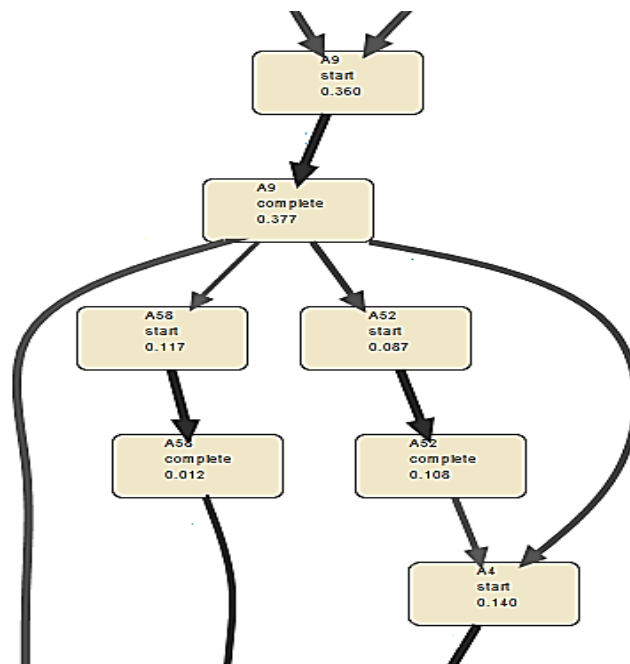 A9
start
0.360
A9
complete
0.377
A58
start
0.117
A52
start
0.087
A58
complete
0.012
A52
complete
0.108
A4
start
0.140